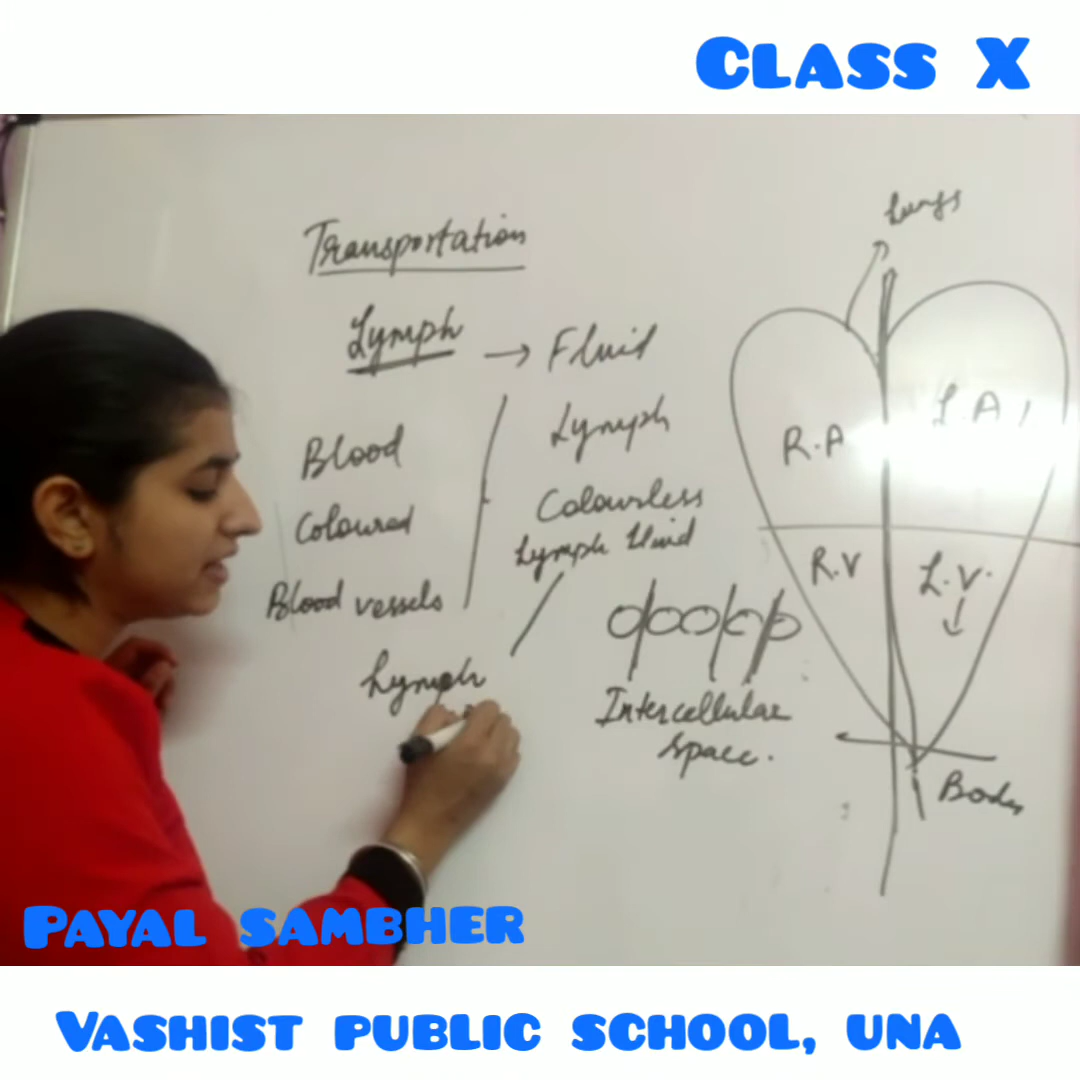 CLASS X
Transportation
Lymph → Fluid
Blood
Coloured
Blood vessels
Lymph
Colourless
Lymph fluid
Lymph
Intercellular
space.
Lungs
R.A
L.A
R.V
L.V.
Body
PAYAL SAMBHER
VASHIST PUBLIC SCHOOL, UNA